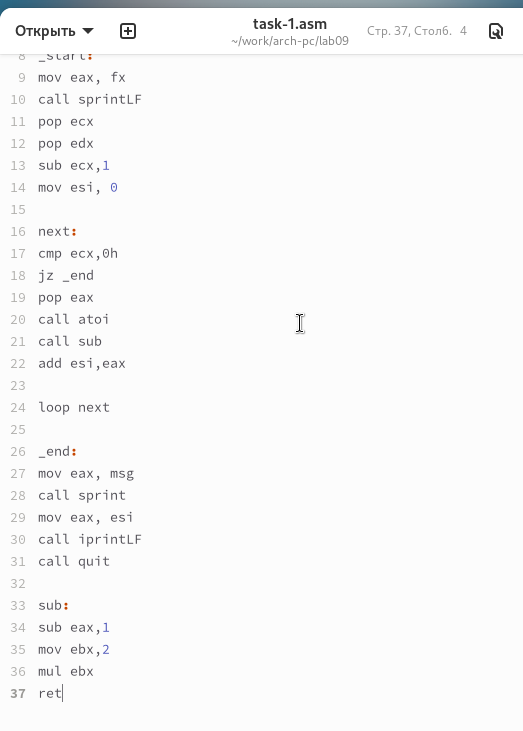 Открыть
task-1.asm
~/work/arch-pc/lab09
Стр. 37, Столб. 4
8 _start:
9 mov eax, fx
10 call sprintLF
11 pop ecx
12 pop edx
13 sub ecx,1
14 mov esi, 0
15
16 next:
17 cmp ecx,0h
18 jz _end
19 pop eax
20 call atoi
21 call sub
22 add esi,eax
23
24 loop next
25
26 _end:
27 mov eax, msg
28 call sprint
29 mov eax, esi
30 call iprintLF
31 call quit
32
33 sub:
34 sub eax,1
35 mov ebx,2
36 mul ebx
37 ret